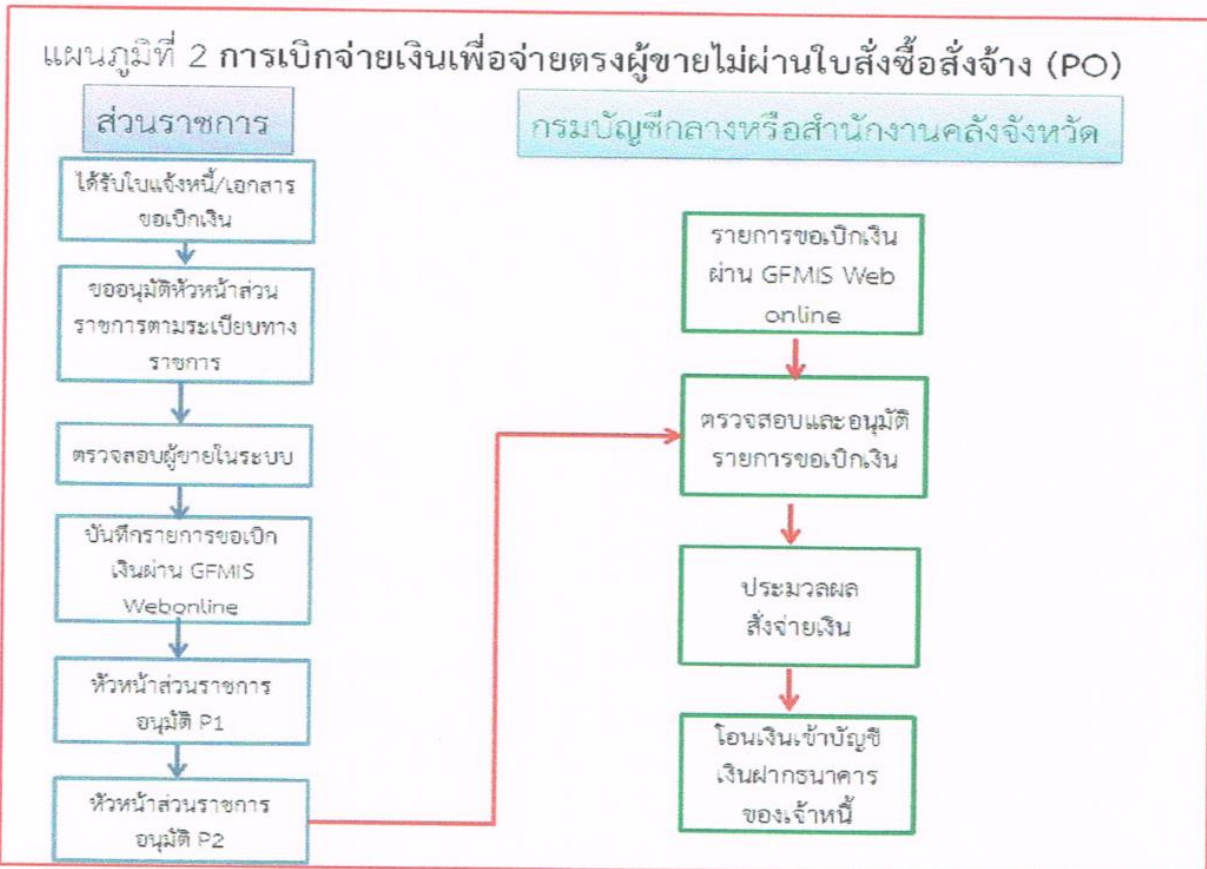 แผนภูมิที่ 2 การเบิกจ่ายเงินเพื่อจ่ายตรงผู้ขายไม่ผ่านใบสั่งซื้อสั่งจ้าง (PO)
ส่วนราชการ
ได้รับใบแจ้งหนี้/เอกสาร
ขอเบิกเงิน
ขออนุมัติหัวหน้าส่วน
ราชการตามระเบียบทาง
ราชการ
ตรวจสอบผู้ขายในระบบ
บันทึกรายการขอเบิก
เงินผ่าน GFMIS
Webonline
หัวหน้าส่วนราชการ
อนุมัติ P1
หัวหน้าส่วนราชการ
อนุมัติ P2
กรมบัญชีกลางหรือสำนักงานคลังจังหวัด
รายการขอเบิกเงิน
ผ่าน GFMIS Web
online
ตรวจสอบและอนุมัติ
รายการขอเบิกเงิน
ประมวลผล
สั่งจ่ายเงิน
โอนเงินเข้าบัญชี
เงินฝากธนาคาร
ของเจ้าหนี้